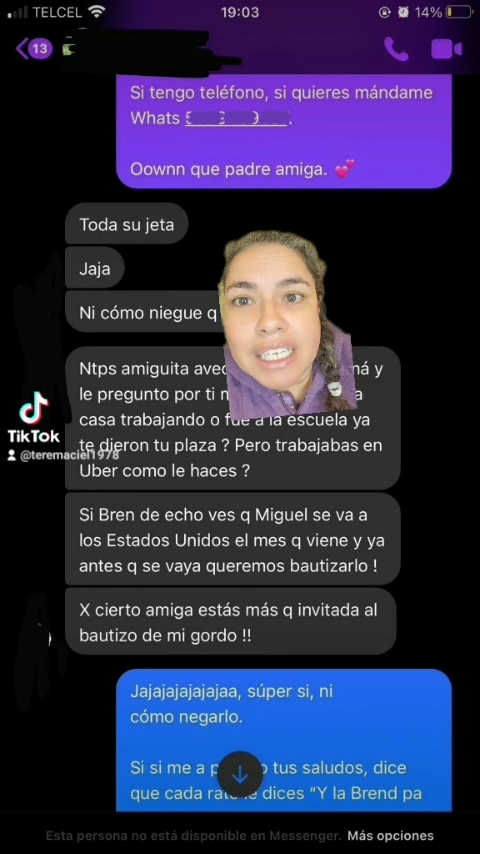 TELCEL
19:03
14%
13
Si tengo teléfono, si quieres mándame
Whats
Oownn que padre amiga. 💕
Toda su jeta
Jaja
Ni cómo niegue q
Ntps amiguita avec má y
le pregunto por ti a
casa trabajando o fue a la escuela ya
te dieron tu plaza ? Pero trabajabas en
Uber como le haces ?
Si Bren de echo ves q Miguel se va a
los Estados Unidos el mes q viene y ya
antes q se vaya queremos bautizarlo !
X cierto amiga estás más q invitada al
bautizo de mi gordo !!
TikTok
@teremaciel1978
Jajajajajajajaa, súper si, ni
cómo negarlo.
Si si me a p o tus saludos, dice
que cada rato le dices “Y la Brend pa
Esta persona no está disponible en Messenger. Más opciones